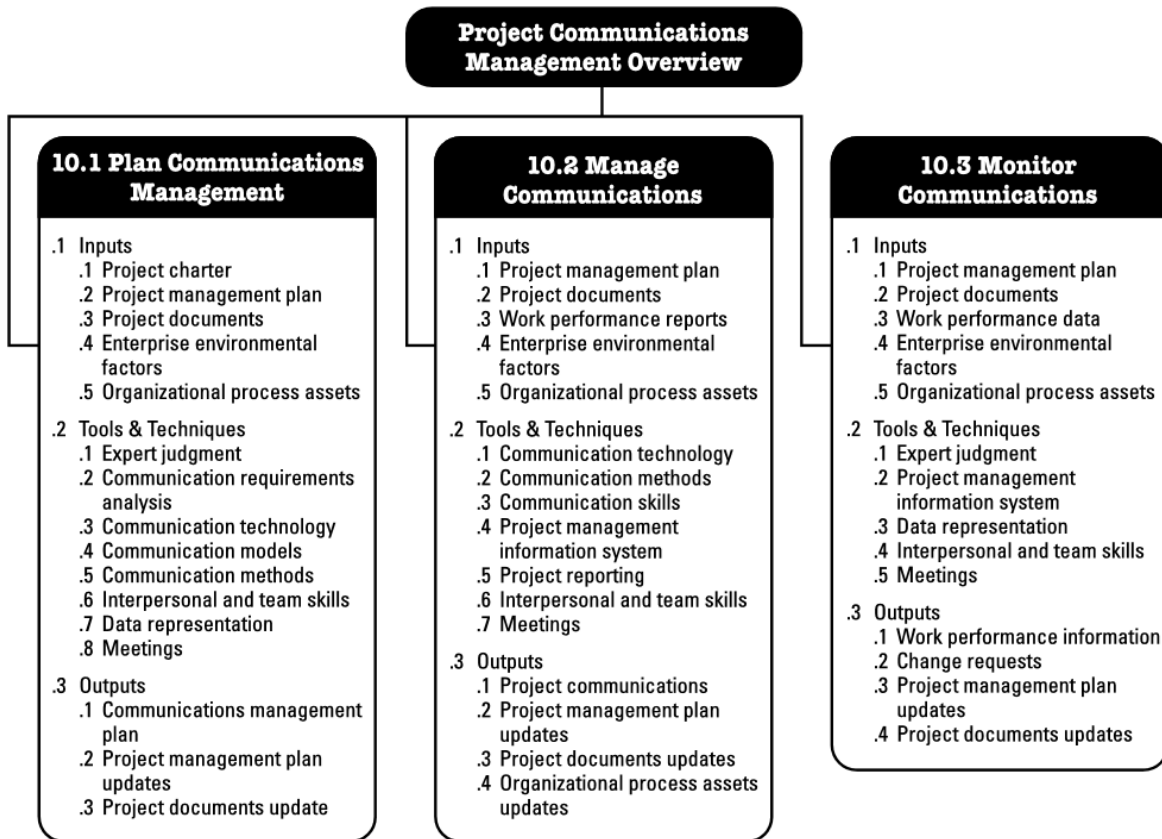 Project Communications
Management Overview
10.1 Plan Communications
Management
.1 Inputs
.1 Project charter
.2 Project management plan
.3 Project documents
.4 Enterprise environmental
factors
.5 Organizational process assets
.2 Tools & Techniques
.1 Expert judgment
.2 Communication requirements
analysis
.3 Communication technology
.4 Communication models
.5 Communication methods
.6 Interpersonal and team skills
.7 Data representation
.8 Meetings
.3 Outputs
.1 Communications management
plan
.2 Project management plan
updates
.3 Project documents update
10.2 Manage
Communications
.1 Inputs
.1 Project management plan
.2 Project documents
.3 Work performance reports
.4 Enterprise environmental
factors
.5 Organizational process assets
.2 Tools & Techniques
.1 Communication technology
.2 Communication methods
.3 Communication skills
.4 Project management
information system
.5 Project reporting
.6 Interpersonal and team skills
.7 Meetings
.3 Outputs
.1 Project communications
.2 Project management plan
updates
.3 Project documents updates
.4 Organizational process assets
updates
10.3 Monitor
Communications
.1 Inputs
.1 Project management plan
.2 Project documents
.3 Work performance data
.4 Enterprise environmental
factors
.5 Organizational process assets
.2 Tools & Techniques
.1 Expert judgment
.2 Project management
information system
.3 Data representation
.4 Interpersonal and team skills
.5 Meetings
.3 Outputs
.1 Work performance information
.2 Change requests
.3 Project management plan
updates
.4 Project documents updates